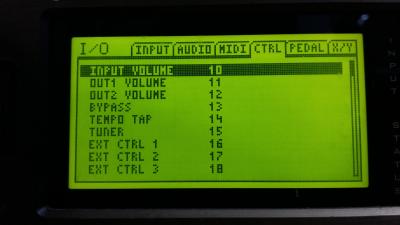 I/O INPUT AUDIO MIDI CTRL PEDAL X/Y
INPUT VOLUME 10
OUT1 VOLUME 11
OUT2 VOLUME 12
BYPASS 13
TEMPO TAP 14
TUNER 15
EXT CTRL 1 16
EXT CTRL 2 17
EXT CTRL 3 18
INPUT